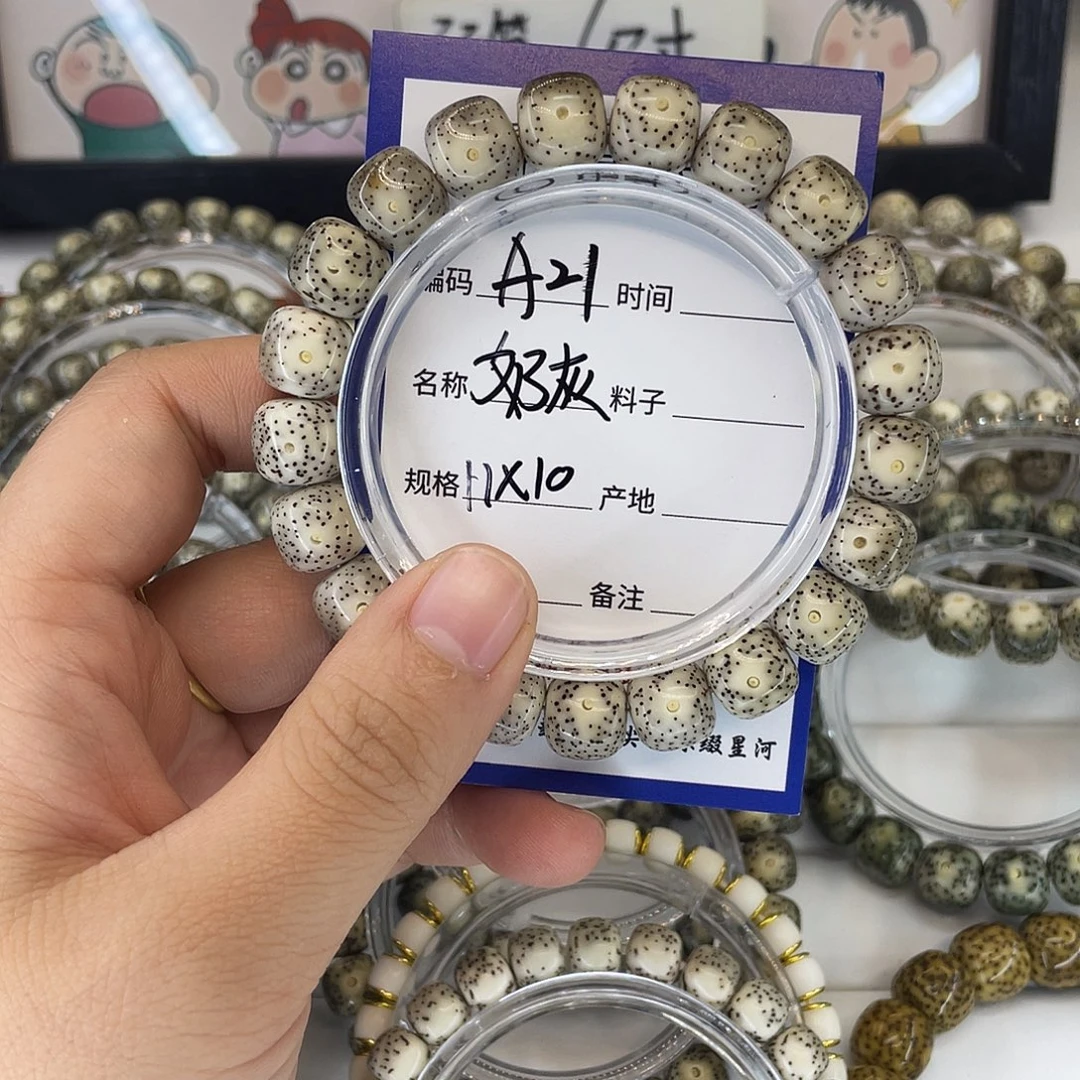 编码 A21 时间
名称 奶灰 料子
规格 11X10 产地
备注
缀星河